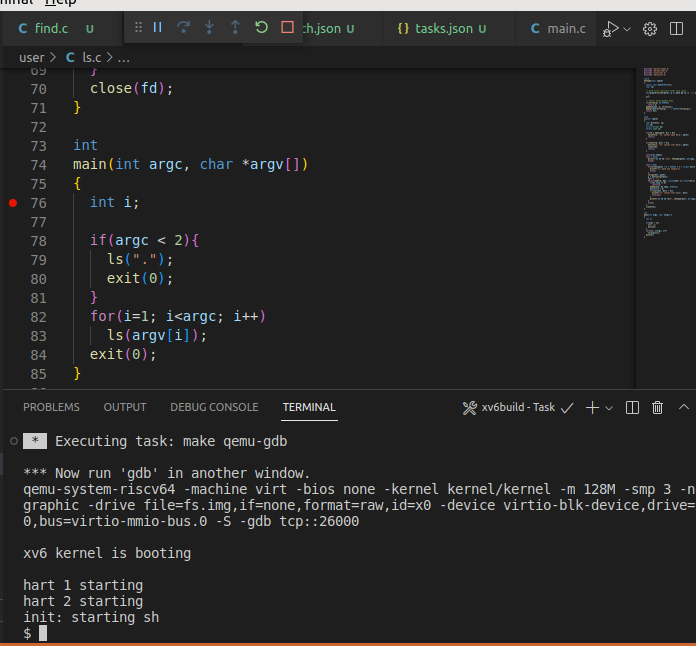 Help
find.c U
ch.json U
{} tasks.json U
main.c
user > C ls.c > ...
69 }
70 close(fd);
71 }
72
73 int
74 main(int argc, char *argv[])
75 {
76 int i;
77
78 if(argc < 2){
79 ls(".");
80 exit(0);
81 }
82 for(i=1; i<argc; i++)
83 ls(argv[i]);
84 exit(0);
85 }
PROBLEMS OUTPUT DEBUG CONSOLE TERMINAL xv6build - Task
* Executing task: make qemu-gdb
*** Now run 'gdb' in another window.
qemu-system-riscv64 -machine virt -bios none -kernel kernel/kernel -m 128M -smp 3 -n
graphic -drive file=fs.img,if=none,format=raw,id=x0 -device virtio-blk-device,drive=
0,bus=virtio-mmio-bus.0 -S -gdb tcp::26000
xv6 kernel is booting
hart 1 starting
hart 2 starting
init: starting sh
$